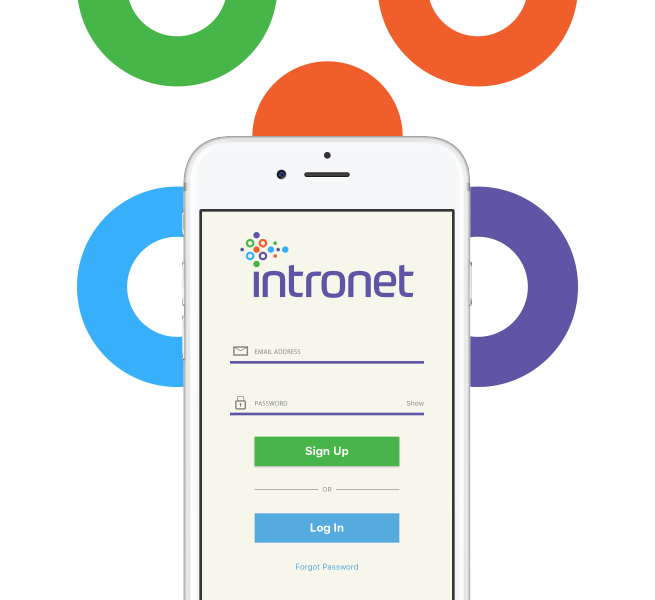 intronet
EMAIL ADDRESS
PASSWORD Show
Sign Up
OR
Log In
Forgot Password